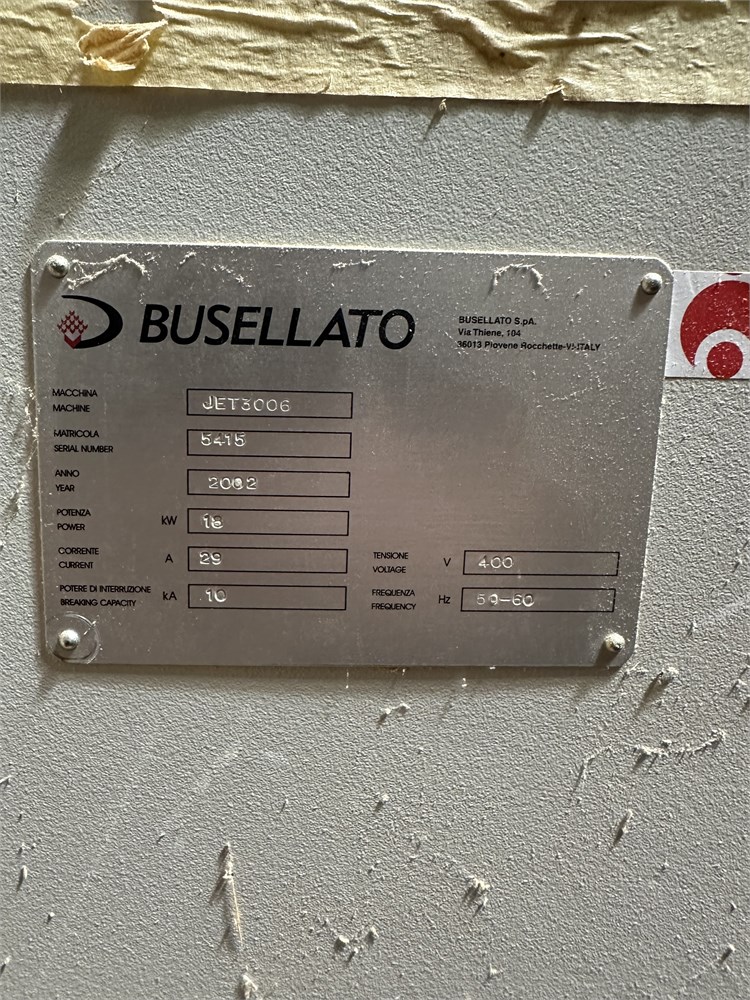 BUSELLATO
BUSELLATO S.p.A.
Via Thiene, 104
36013 Piovene Rocchette-VI-ITALY
MACCHINA
MACHINE
JET3006
MATRICOLA
SERIAL NUMBER
5415
ANNO
YEAR
2002
POTENZA
POWER
kW
18
CORRENTE
CURRENT
A
29
TENSIONE
VOLTAGE
V
400
POTERE DI INTERRUZIONE
BREAKING CAPACITY
kA
10
FREQUENZA
FREQUENCY
Hz
50-60